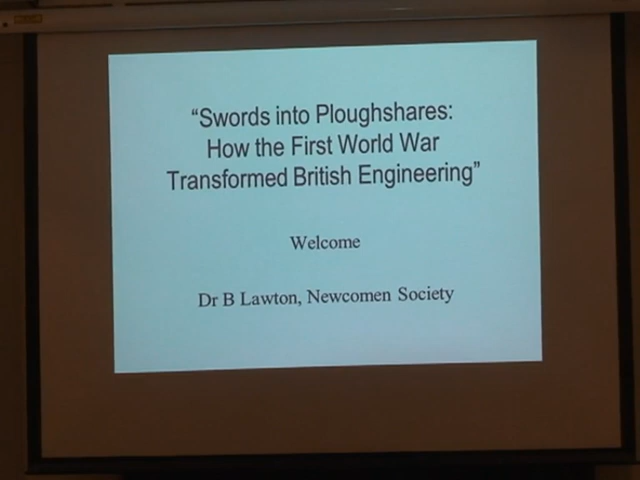 “Swords into Ploughshares:
How the First World War
Transformed British Engineering”
Welcome
Dr B Lawton, Newcomen Society